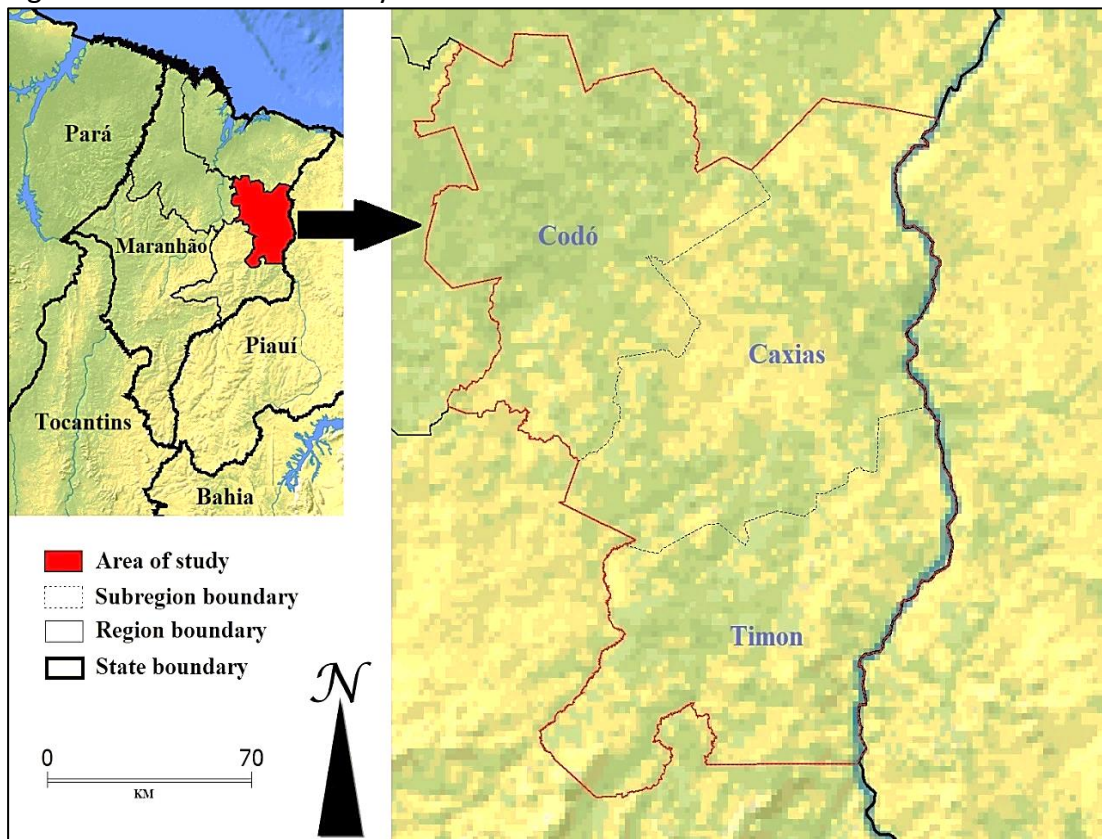 Pará
Maranhão
Piauí
Tocantins
Bahia
Codó
Caxias
Timon
Area of study
Subregion boundary
Region boundary
State boundary
N
0 70
KM